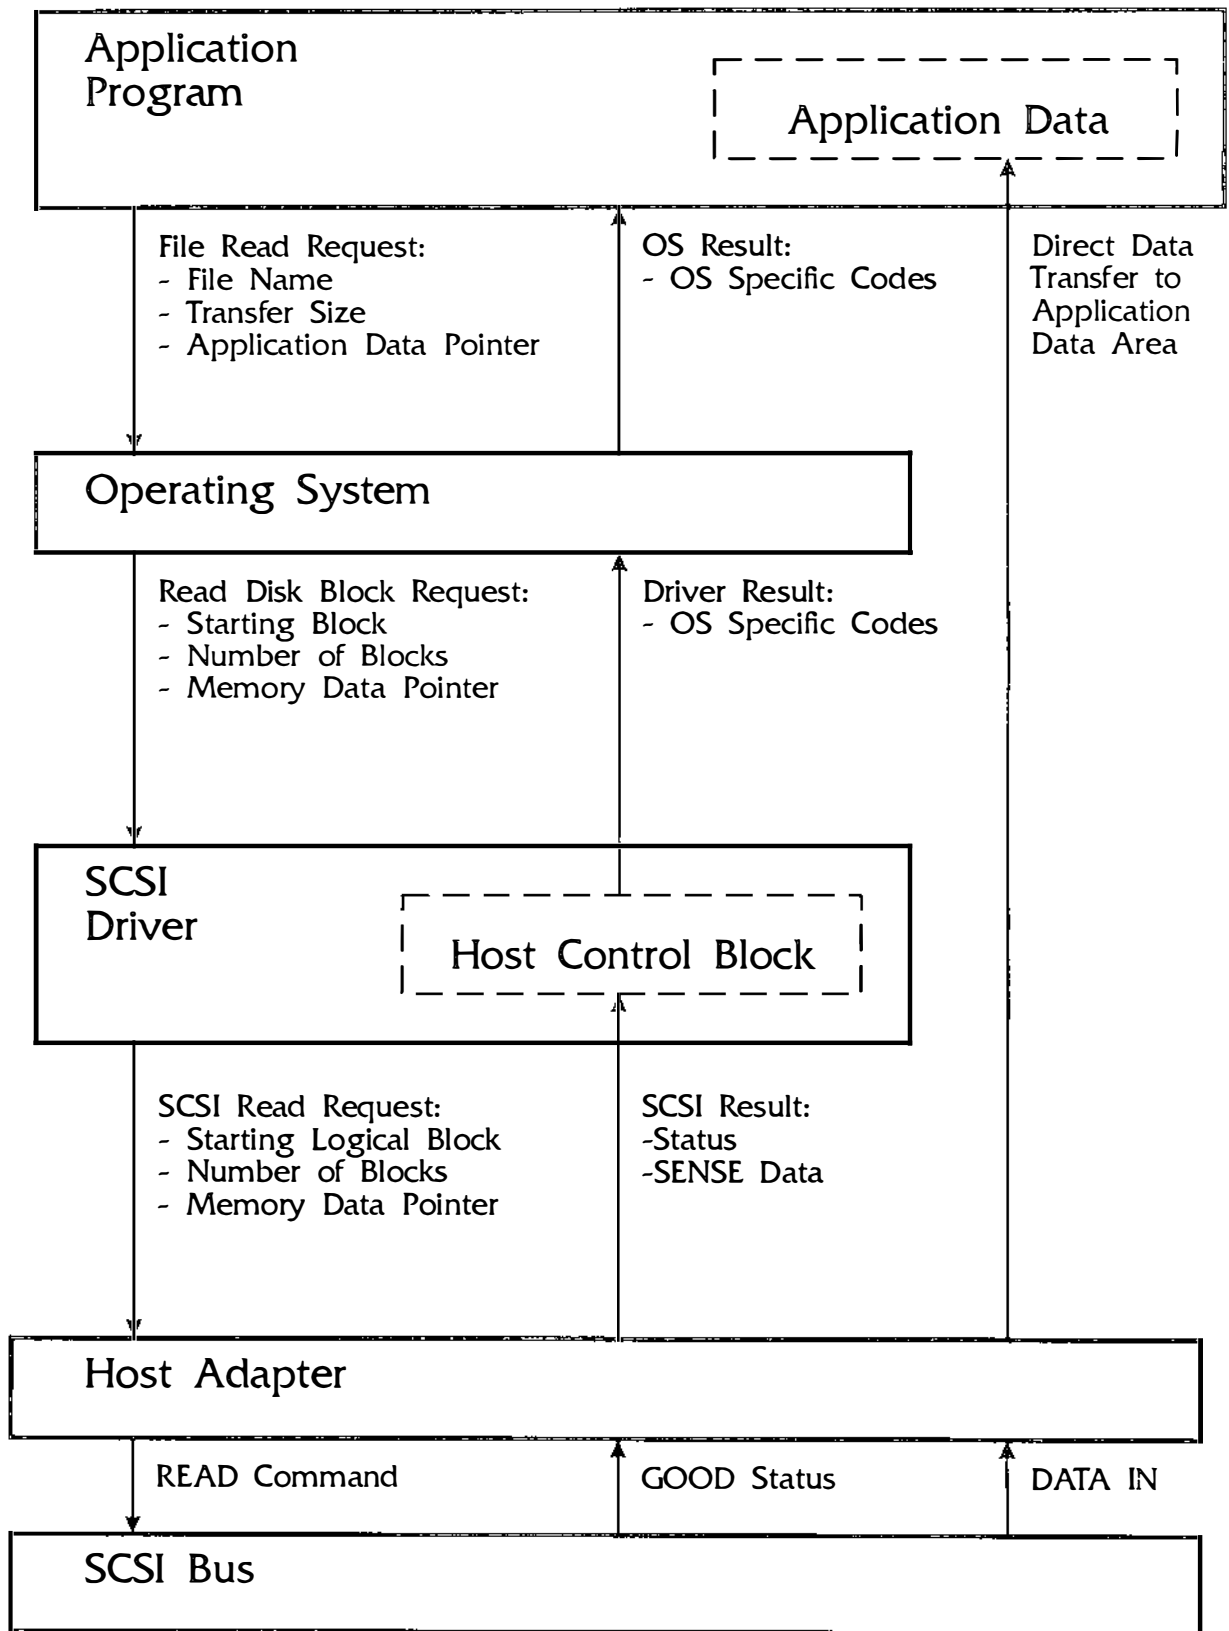 Application
Program
Application Data
File Read Request:
- File Name
- Transfer Size
- Application Data Pointer
OS Result:
- OS Specific Codes
Direct Data
Transfer to
Application
Data Area
Operating System
Read Disk Block Request:
- Starting Block
- Number of Blocks
- Memory Data Pointer
Driver Result:
- OS Specific Codes
SCSI
Driver
Host Control Block
SCSI Read Request:
- Starting Logical Block
- Number of Blocks
- Memory Data Pointer
SCSI Result:
-Status
-SENSE Data
Host Adapter
READ Command
GOOD Status
DATA IN
SCSI Bus